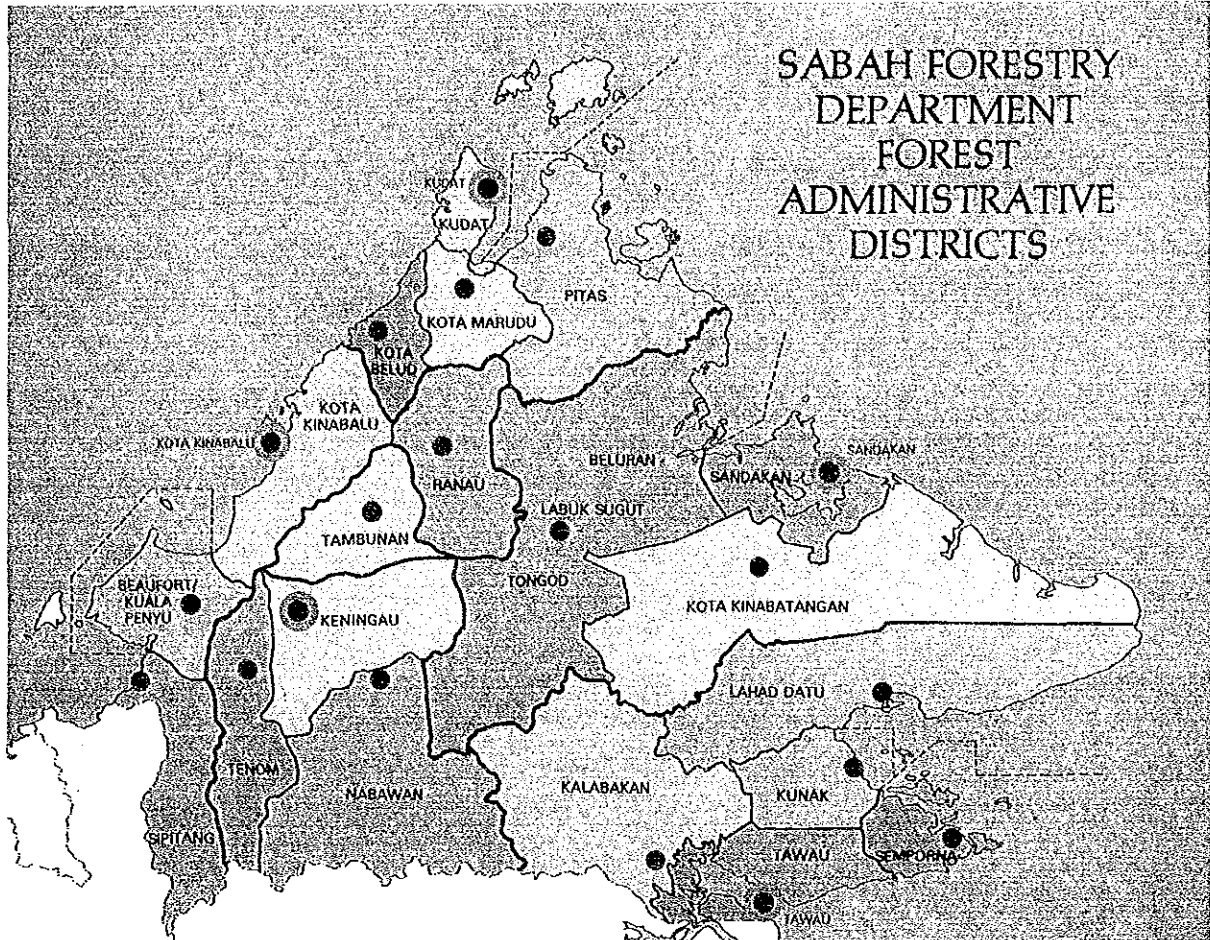 SABAH FORESTRY
DEPARTMENT
FOREST
ADMINISTRATIVE
DISTRICTS
KUDAT
KUDAT
PITAS
KOTA MARUDU
KOTA
BELUD
KOTA
KINABALU
KOTA KINABALU
RANAU
BELURAN
SANDAKAN
SANDAKAN
LABUK SUGUT
TAMBUNAN
TONGOD
BEAUFORT/
KUALA
PENYU
KENINGAU
KOTA KINABATANGAN
LAHAD DATU
TENOM
NABAWAN
KALABAKAN
KUNAK
SIPITANG
TAWAU
SEMPORNA
TAWAU